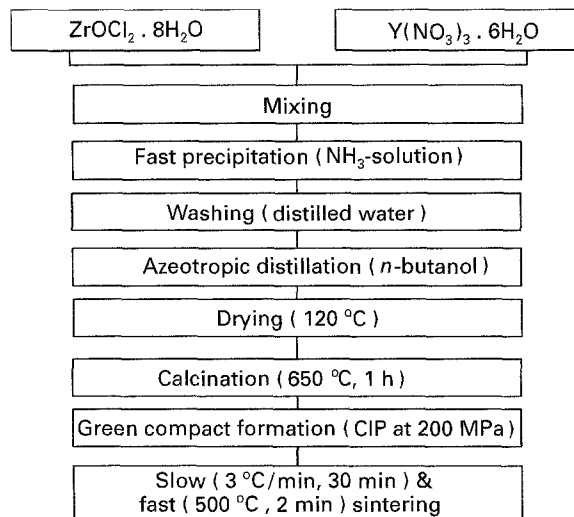 ZrOCl₂ . 8H₂O
Y(NO₃)₃ . 6H₂O
Mixing
Fast precipitation (NH₃-solution)
Washing (distilled water)
Azeotropic distillation (n-butanol)
Drying (120 °C)
Calcination (650 °C, 1 h)
Green compact formation (CIP at 200 MPa)
Slow (3 °C/min, 30 min) &
fast (500 °C, 2 min) sintering